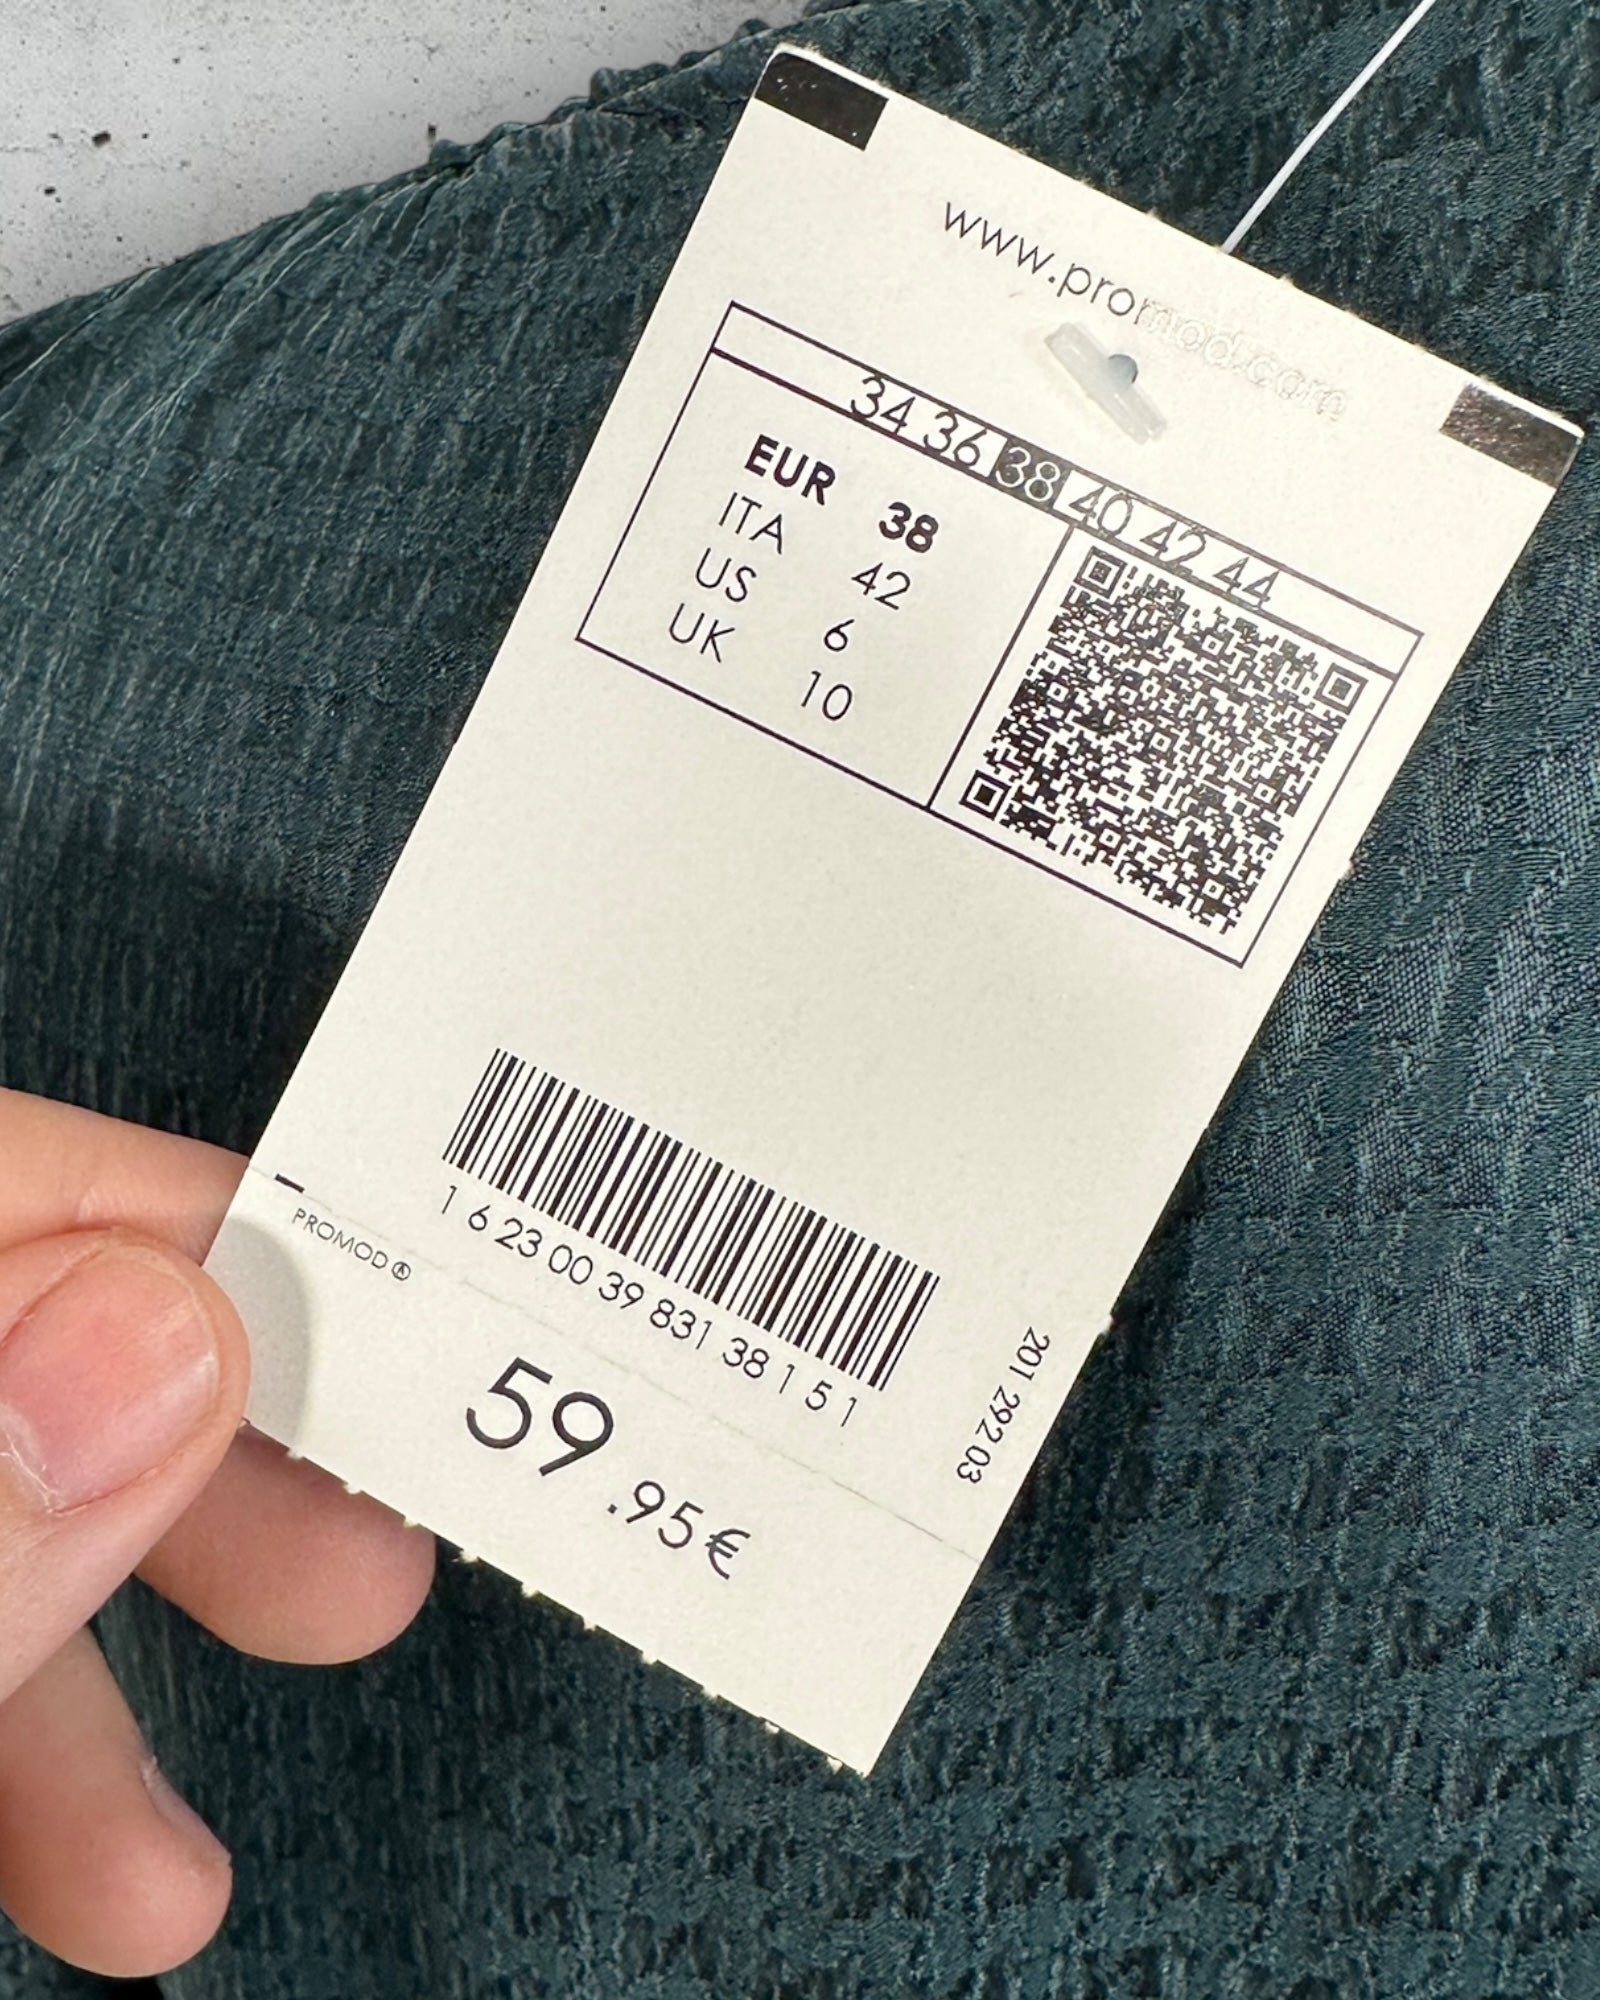 www.promod.com
34 36 38 40 42 44
EUR 38
ITA 42
US 6
UK 10
1 6 23 00 39 831 38 1 5 1
PROMOD®
201 292 03
59.95€